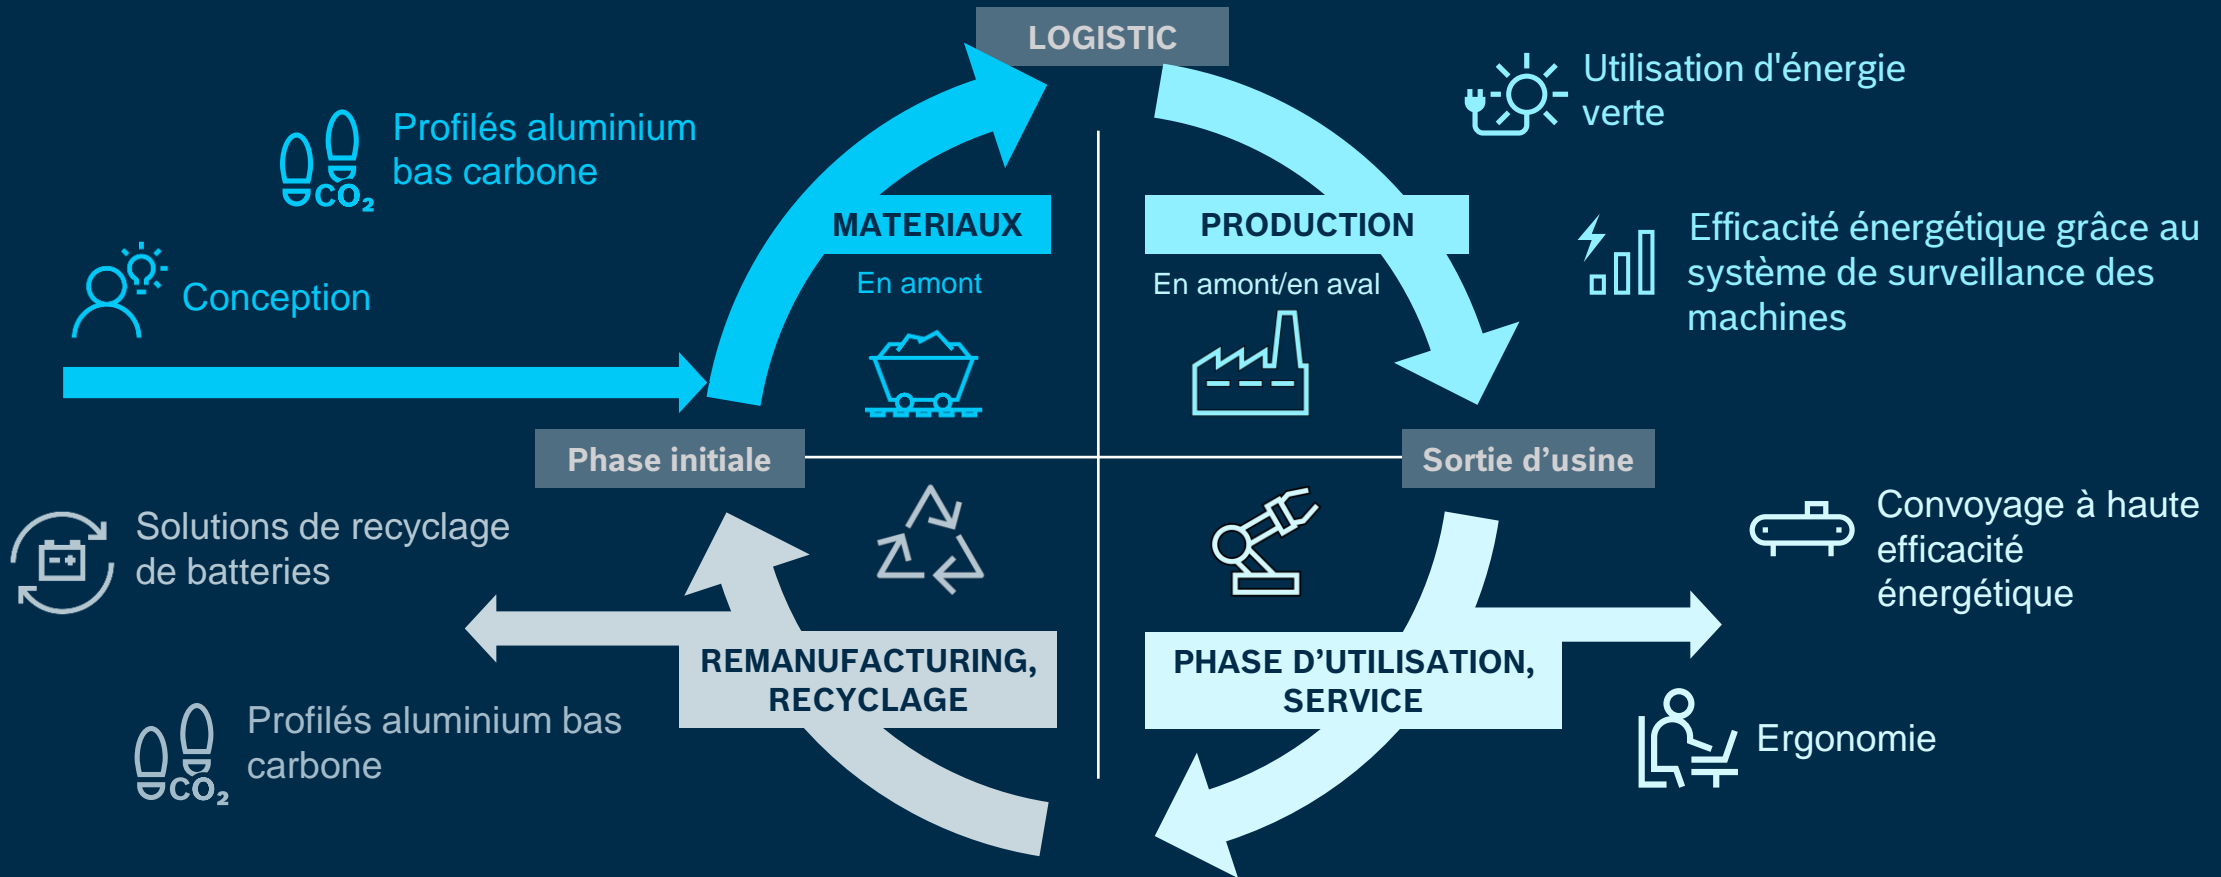 LOGISTIC
Profilés aluminium
bas carbone
CO₂
Conception
MATERIAUX
En amont
PRODUCTION
En amont/en aval
Utilisation d'énergie
verte
Efficacité énergétique grâce au
système de surveillance des
machines
Phase initiale
Sortie d’usine
Solutions de recyclage
de batteries
Profilés aluminium bas
carbone
CO₂
REMANUFACTURING,
RECYCLAGE
PHASE D’UTILISATION,
SERVICE
Convoyage à haute
efficacité
énergétique
Ergonomie